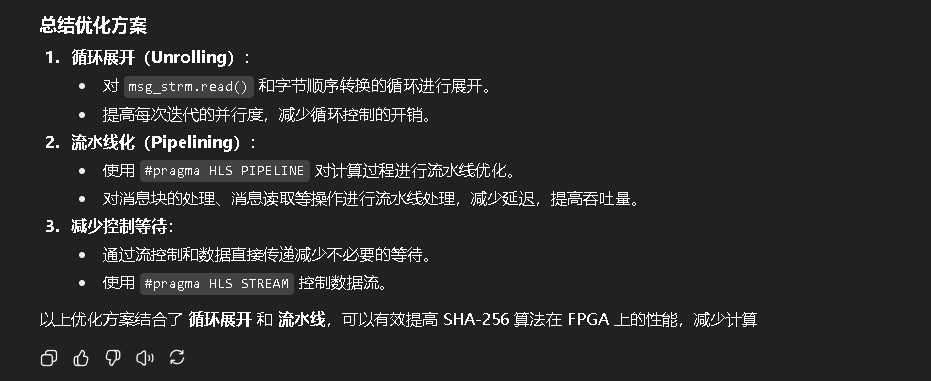 总结优化方案
1. 循环展开（Unrolling）:
• 对 msg_strm.read() 和字节顺序转换的循环进行展开。
• 提高每次迭代的并行度，减少循环控制的开销。
2. 流水线化（Pipelining）:
• 使用 #pragma HLS PIPELINE 对计算过程进行流水线优化。
• 对消息块的处理、消息读取等操作进行流水线处理，减少延迟，提高吞吐量。
3. 减少控制等待:
• 通过流控制和数据直接传递减少不必要的等待。
• 使用 #pragma HLS STREAM 控制数据流。
以上优化方案结合了 循环展开 和 流水线，可以有效提高 SHA-256 算法在 FPGA 上的性能，减少计算